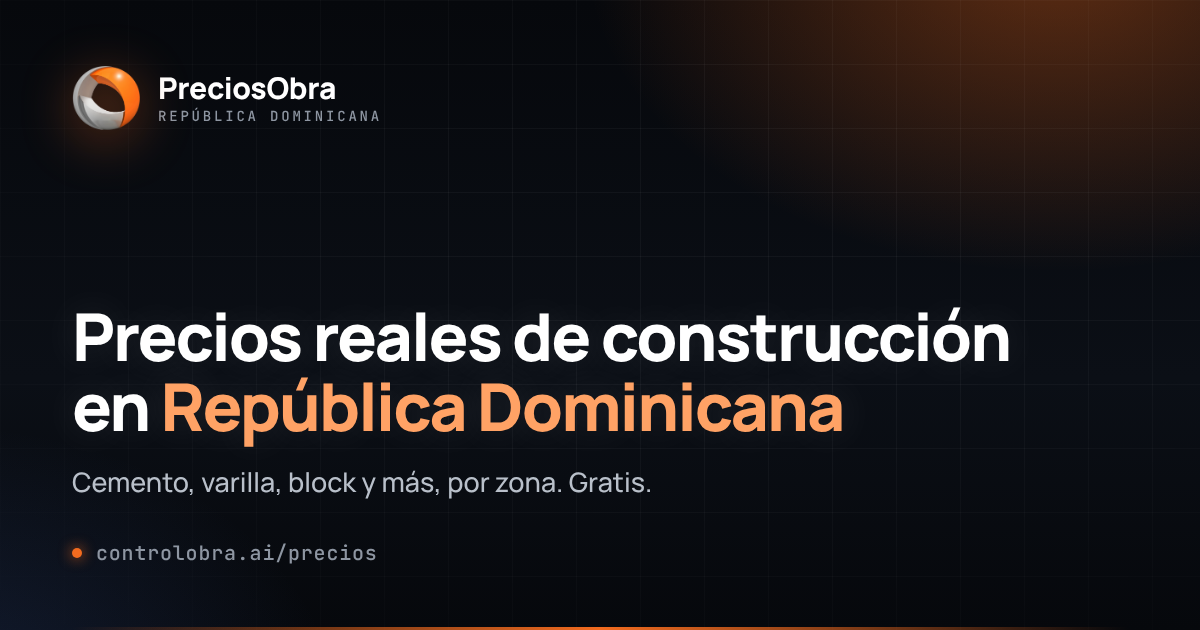 PreciosObra
REPÚBLICA DOMINICANA
Precios reales de construcción
en República Dominicana
Cemento, varilla, block y más, por zona. Gratis.
controlobra.ai/precios